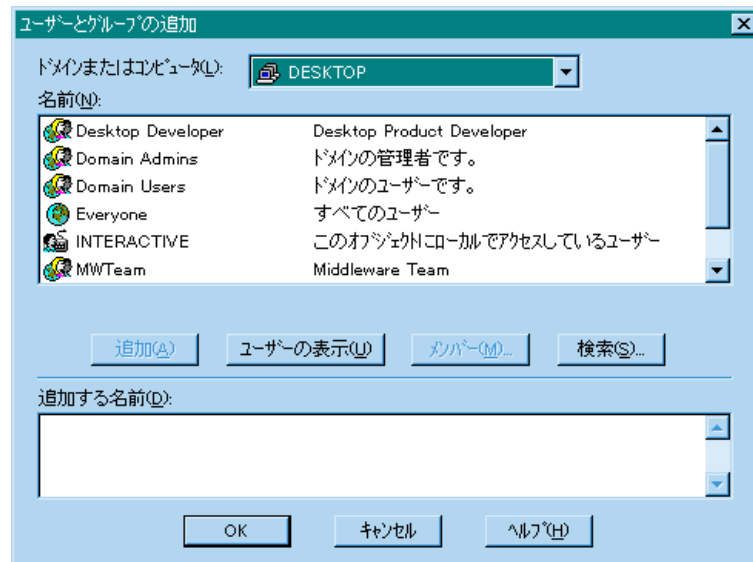 ﾕｰｻﾞｰとｸﾞﾙｰﾌﾟの追加
ﾄﾞﾒｲﾝまたはｺﾝﾋﾟｭｰﾀ(L):
DESKTOP
名前(N):
Desktop Developer Desktop Product Developer
Domain Admins ﾄﾞﾒｲﾝの管理者です。
Domain Users ﾄﾞﾒｲﾝのﾕｰｻﾞｰです。
Everyone すべてのﾕｰｻﾞｰ
INTERACTIVE このｵﾌﾞｼﾞｪｸﾄにﾛｰｶﾙでｱｸｾｽしているﾕｰｻﾞｰ
MWTeam Middleware Team
追加(A) ﾕｰｻﾞｰの表示(U) ﾒﾝﾊﾞｰ(M)... 検索(S)...
追加する名前(D):
OK ｷｬﾝｾﾙ ﾍﾙﾌﾟ(H)